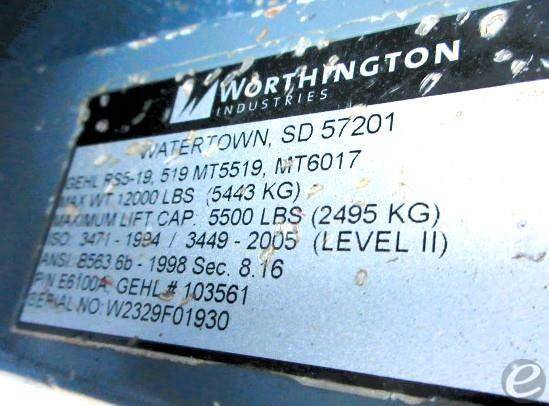 WORTHINGTON
INDUSTRIES
WATERTOWN, SD 57201
GEHL RS5-19, 519 MT5519, MT6017
MAX WT 12000 LBS (5443 KG)
MAXIMUM LIFT CAP: 5500 LBS (2495 KG)
ISO: 3471 - 1994 / 3449 - 2005 (LEVEL II)
ANSI: B56.6b - 1998 Sec. 8.16
P/N E6100A GEHL # 103561
SERIAL NO: W2329F01930
e